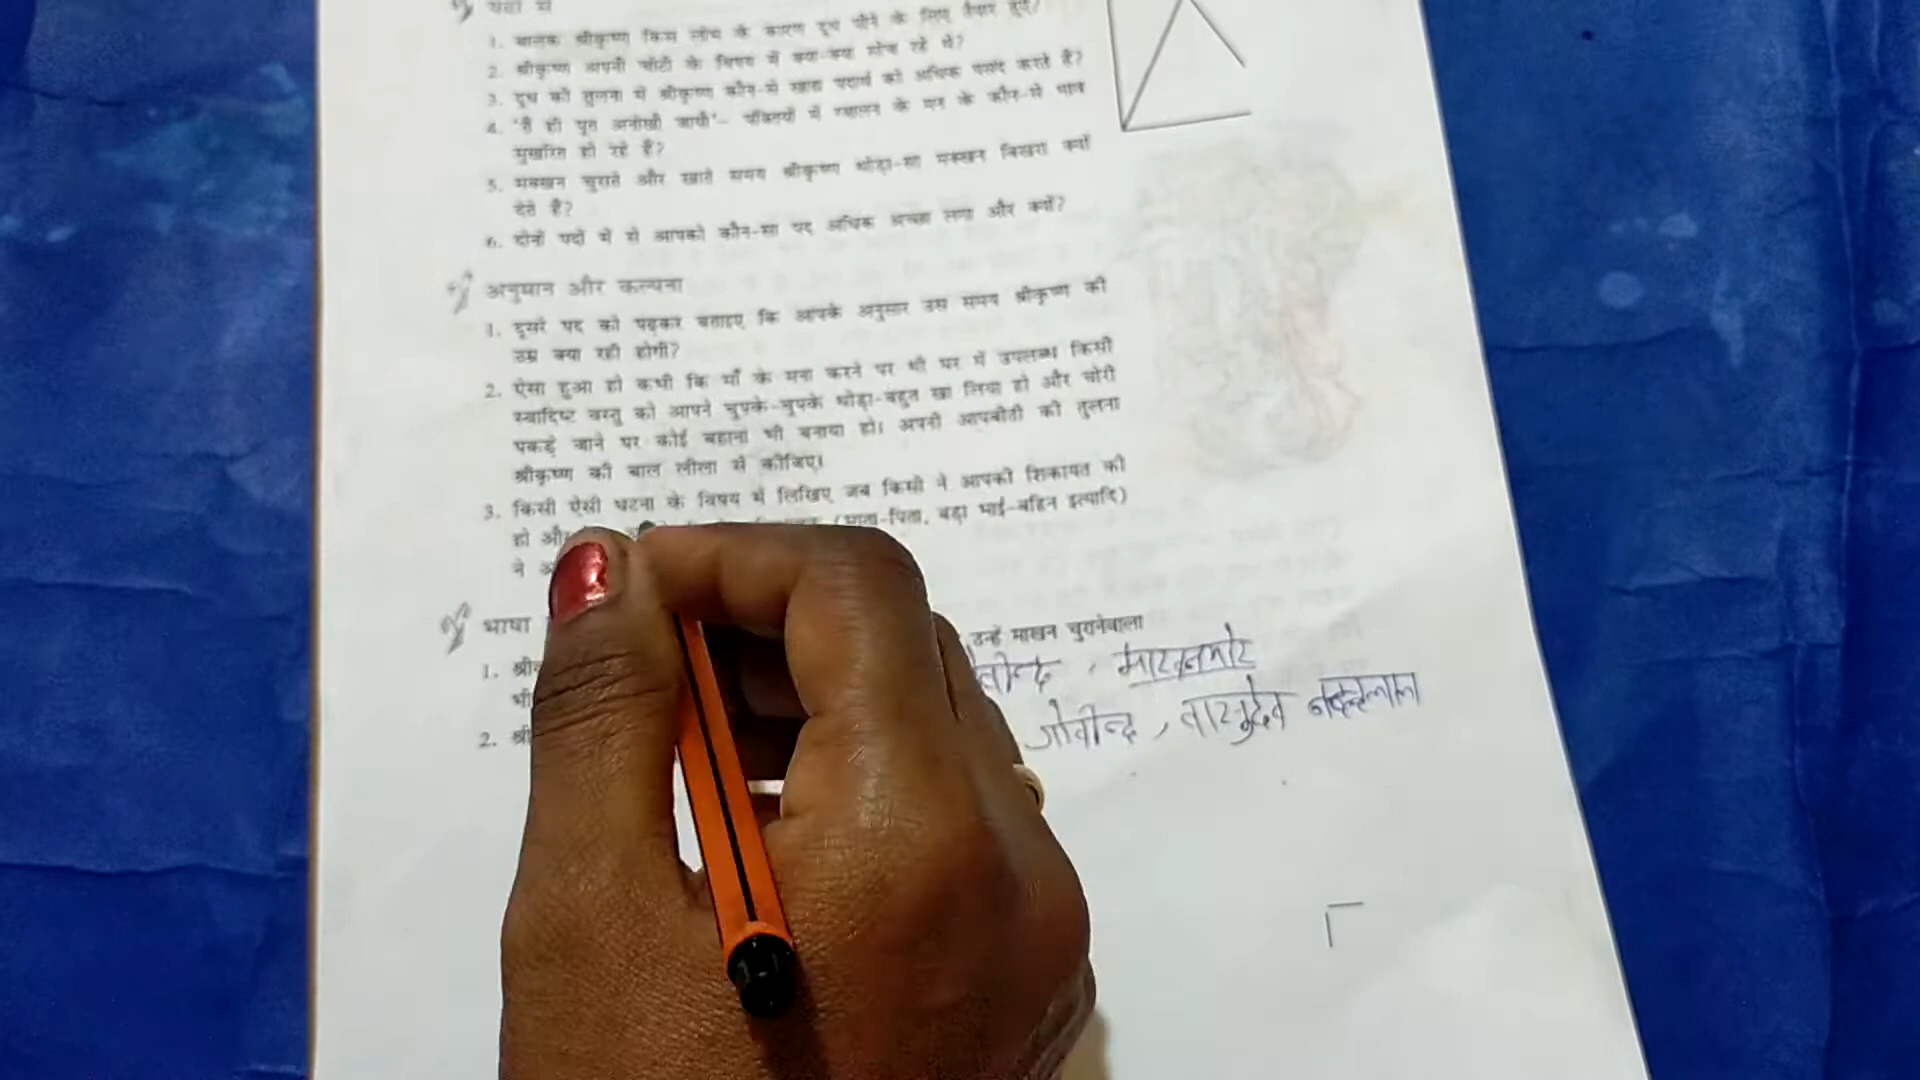 पदों से
1. बालक श्रीकृष्ण किस लोभ के कारण दूध पीने के लिए तैयार हुए?
2. श्रीकृष्ण अपनी चोटी के विषय में क्या-क्या सोच रहे थे?
3. दूध की तुलना में श्रीकृष्ण कौन-से खाद्य पदार्थ को अधिक पसंद करते हैं?
4. 'तैं ही पूत अनोखी जायौ'- पंक्तियों में ग्वालन के मन के कौन-से भाव
मुखरित हो रहे हैं?
5. मक्खन चुराते और खाते समय श्रीकृष्ण थोड़ा-सा मक्खन बिखरा क्यों
देते हैं?
6. दोनों पदों में से आपको कौन-सा पद अधिक अच्छा लगा और क्यों?
अनुमान और कल्पना
1. दूसरे पद को पढ़कर बताइए कि आपके अनुसार उस समय श्रीकृष्ण की
उम्र क्या रही होगी?
2. ऐसा हुआ हो कभी कि माँ के मना करने पर भी घर में उपलब्ध किसी
स्वादिष्ट वस्तु को आपने चुपके-चुपके थोड़ा-बहुत खा लिया हो और चोरी
पकड़े जाने पर कोई बहाना भी बनाया हो। अपनी आपबीती की तुलना
श्रीकृष्ण की बाल लीला से कीजिए।
3. किसी ऐसी घटना के विषय में लिखिए जब किसी ने आपकी शिकायत की
हो और (माता-पिता, बड़ा भाई-बहिन इत्यादि)
ने
भाषा
1. उन्हें माखन चुरानेवाला
भी माखनचोर
2. श्री गोवीन्द, वासुदेव